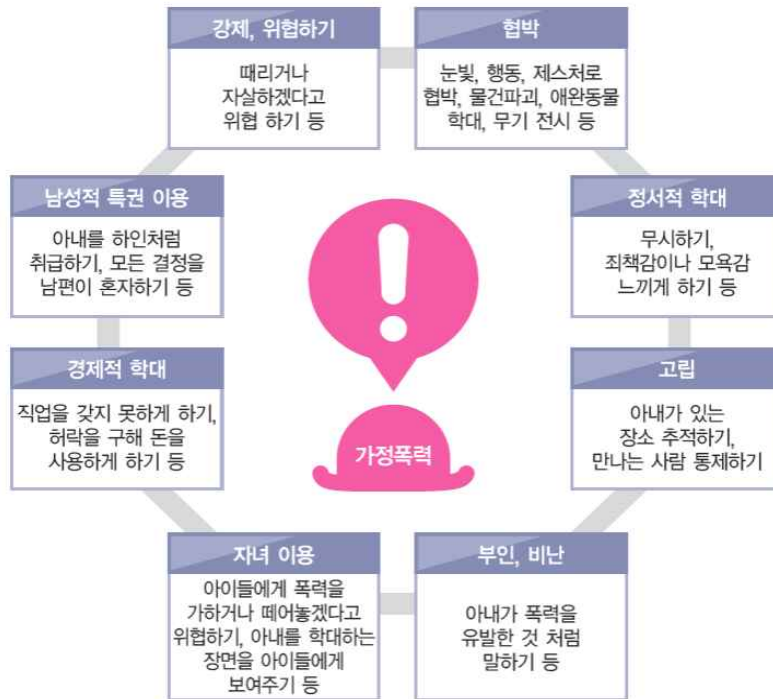 강제, 위협하기
때리거나
자살하겠다고
위협 하기 등
협박
눈빛, 행동, 제스처로
협박, 물건파괴, 애완동물
학대, 무기 전시 등
남성적 특권 이용
아내를 하인처럼
취급하기, 모든 결정을
남편이 혼자하기 등
정서적 학대
무시하기,
죄책감이나 모욕감
느끼게 하기 등
경제적 학대
직업을 갖지 못하게 하기,
허락을 구해 돈을
사용하게 하기 등
고립
아내가 있는
장소 추적하기,
만나는 사람 통제하기
가정폭력
자녀 이용
아이들에게 폭력을
가하거나 떼어놓겠다고
위협하기, 아내를 학대하는
장면을 아이들에게
보여주기 등
부인, 비난
아내가 폭력을
유발한 것 처럼
말하기 등